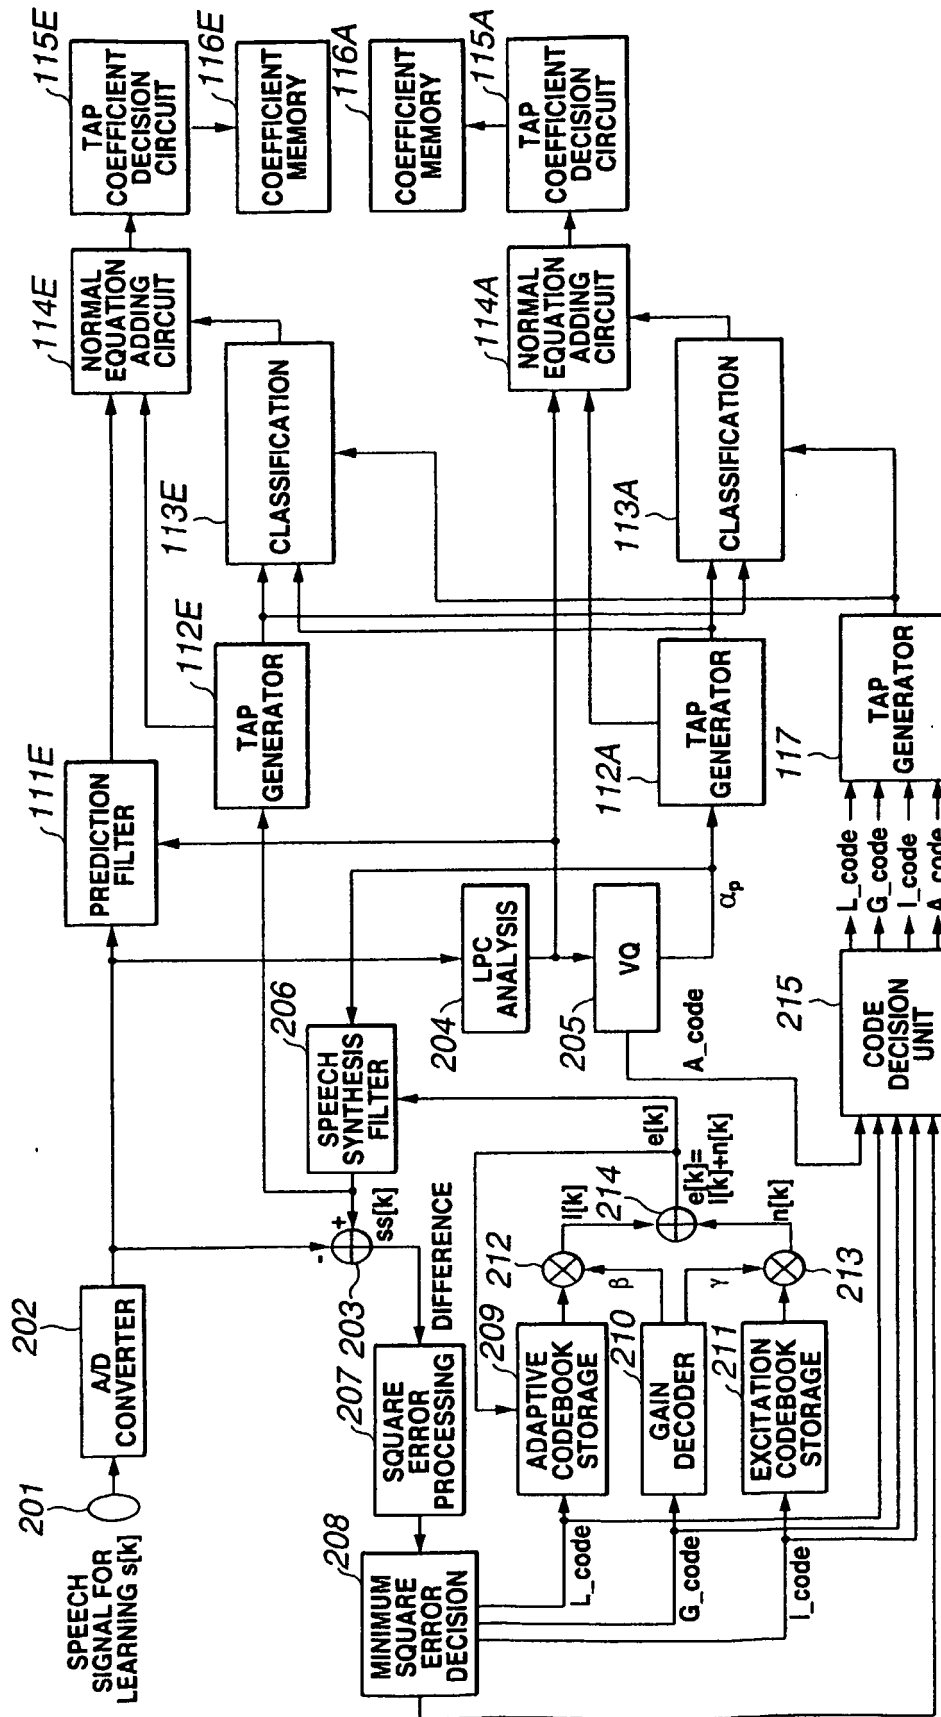 SPEECH
SIGNAL FOR
LEARNING s[k]
201
202
A/D
CONVERTER
111E
PREDICTION
FILTER
114E
NORMAL
EQUATION
ADDING
CIRCUIT
115E
TAP
COEFFICIENT
DECISION
CIRCUIT
116E
COEFFICIENT
MEMORY
112E
TAP
GENERATOR
113E
CLASSIFICATION
116A
COEFFICIENT
MEMORY
115A
TAP
COEFFICIENT
DECISION
CIRCUIT
114A
NORMAL
EQUATION
ADDING
CIRCUIT
113A
CLASSIFICATION
112A
TAP
GENERATOR
αp
206
SPEECH
SYNTHESIS
FILTER
204
LPC
ANALYSIS
205
VQ
A_code
-
+
203
ss[k]
DIFFERENCE
207
SQUARE
ERROR
PROCESSING
208
MINIMUM
SQUARE
ERROR
DECISION
209
ADAPTIVE
CODEBOOK
STORAGE
L_code
212
l[k]
e[k]
214
e[k]=
l[k]+n[k]
β
210
GAIN
DECODER
G_code
γ
n[k]
213
211
EXCITATION
CODEBOOK
STORAGE
I_code
215
CODE
DECISION
UNIT
L_code
G_code
I_code
A_code
117
TAP
GENERATOR